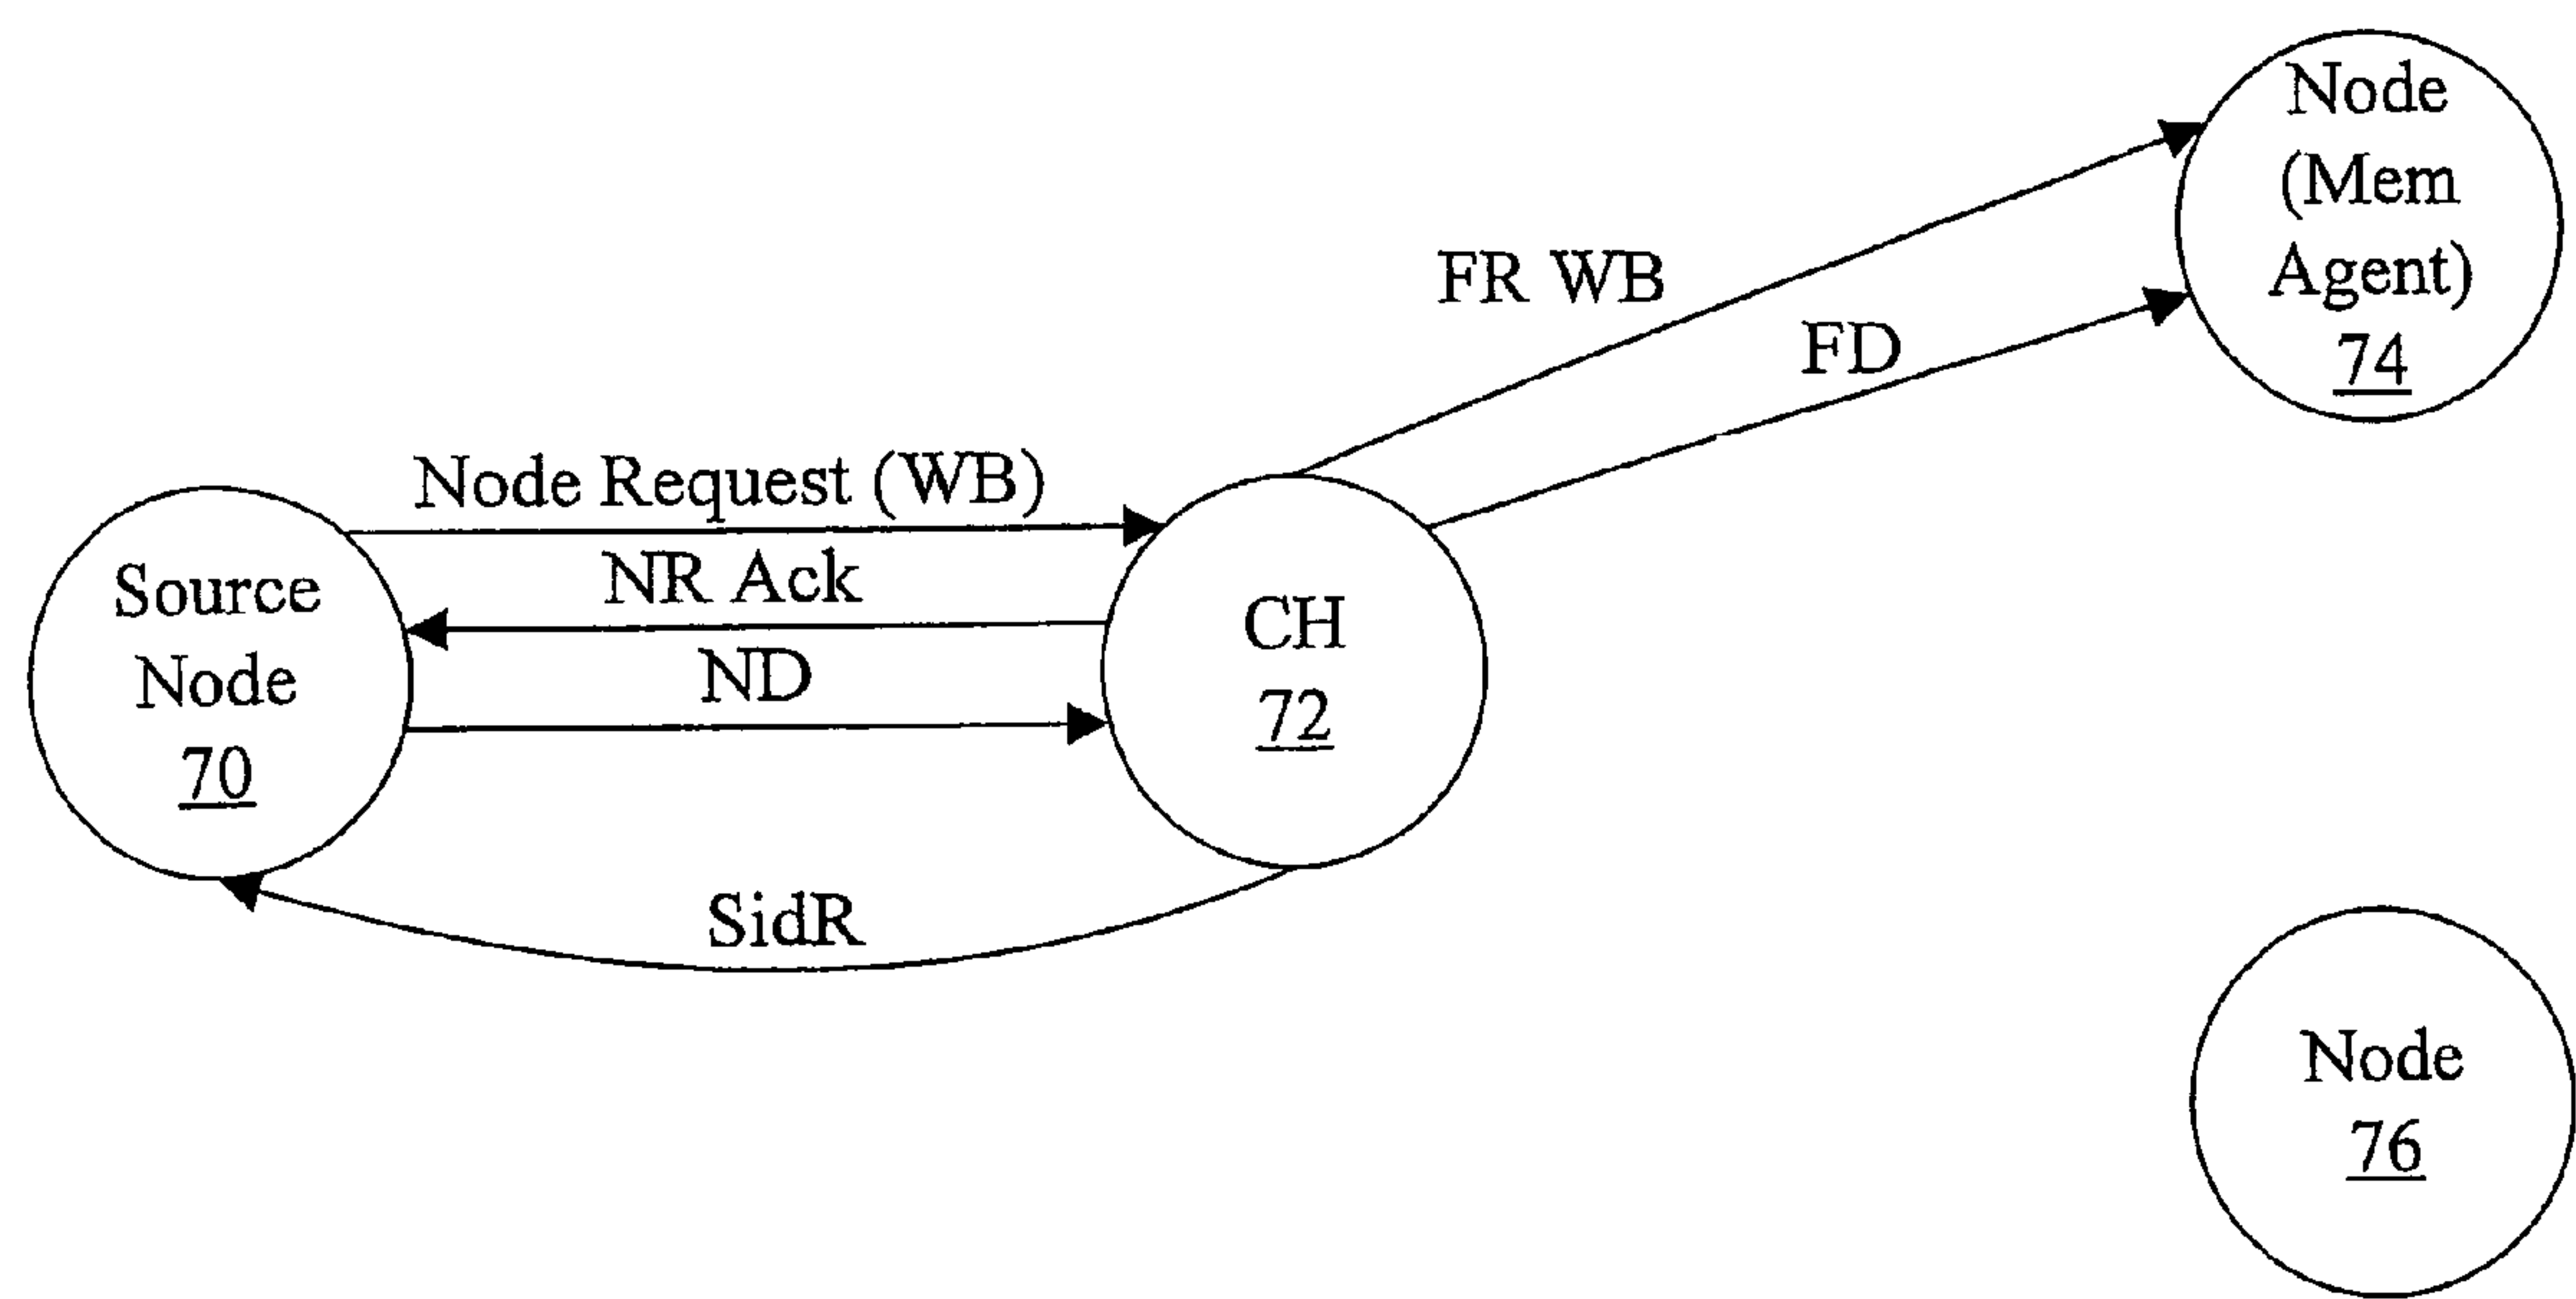 Node
(Mem
Agent)
74
FR WB
FD
Node Request (WB)
NR Ack
ND
Source
Node
70
CH
72
SidR
Node
76